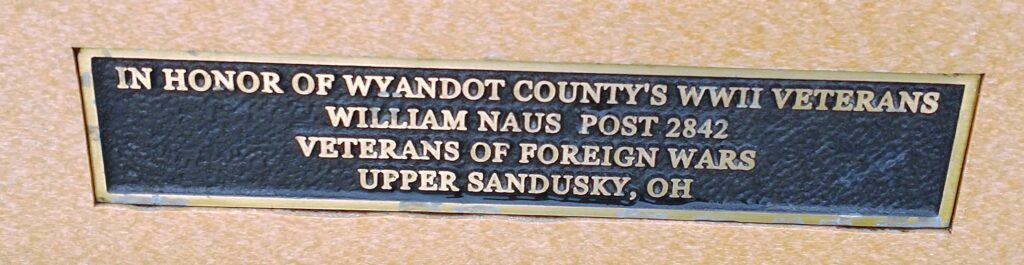 IN HONOR OF WYANDOT COUNTY'S WWII VETERANS
WILLIAM NAUS POST 2842
VETERANS OF FOREIGN WARS
UPPER SANDUSKY, OH